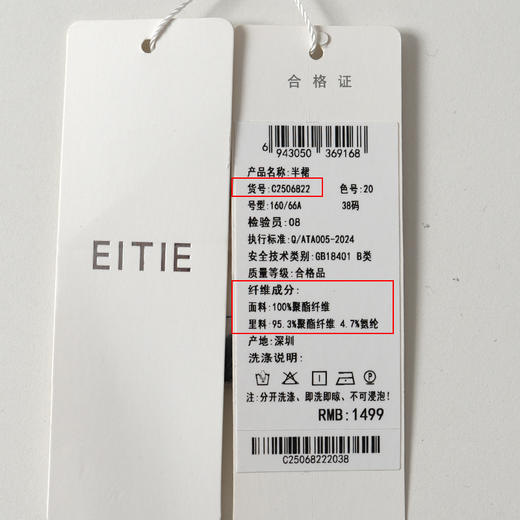 EITIE
合格证
6 943050 369168
产品名称:半裙
货号:C2506822 色号:20
号型:160/66A 38码
检验员:08
执行标准:Q/ATA005-2024
安全技术类别:GB18401 B类
质量等级:合格品
纤维成分:
面料:100%聚酯纤维
里料:95.3%聚酯纤维 4.7%氨纶
产地:深圳
洗涤说明:
注:分开洗涤、即洗即晾、不可浸泡!
RMB:1499
C25068222038